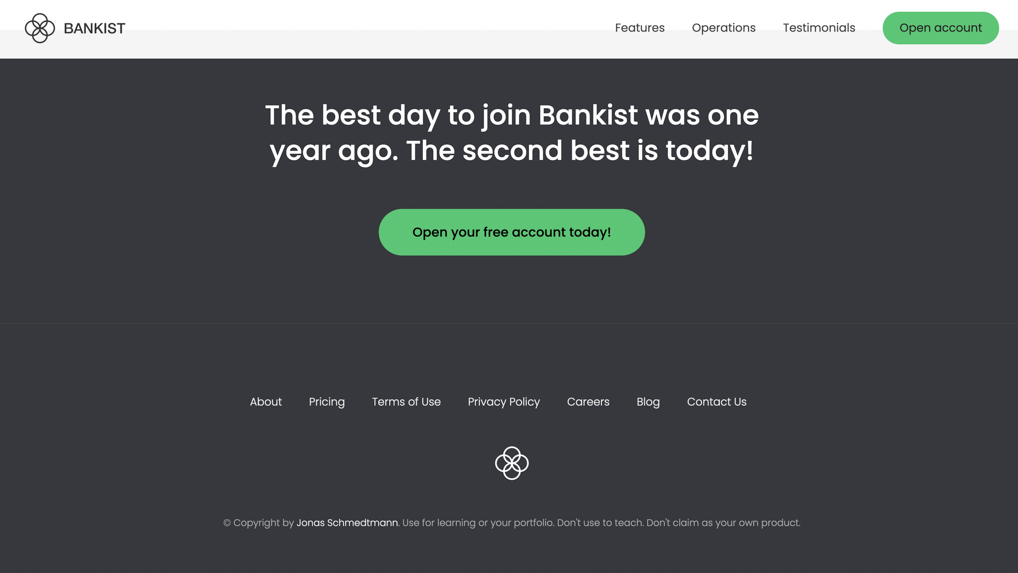 BANKIST
Features
Operations
Testimonials
Open account
The best day to join Bankist was one
year ago. The second best is today!
Open your free account today!
About
Pricing
Terms of Use
Privacy Policy
Careers
Blog
Contact Us
© Copyright by Jonas Schmedtmann. Use for learning or your portfolio. Don't use to teach. Don't claim as your own product.